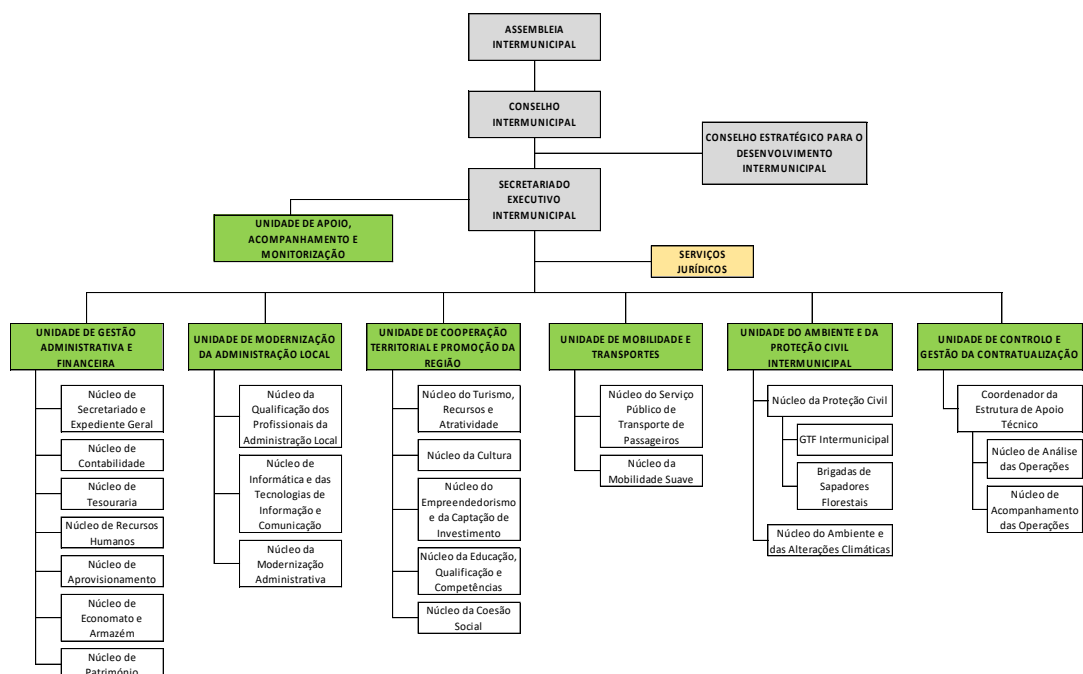 ASSEMBLEIA
INTERMUNICIPAL
CONSELHO
INTERMUNICIPAL
CONSELHO ESTRATÉGICO PARA O
DESENVOLVIMENTO
INTERMUNICIPAL
SECRETARIADO
EXECUTIVO
INTERMUNICIPAL
UNIDADE DE APOIO,
ACOMPANHAMENTO E
MONITORIZAÇÃO
SERVIÇOS
JURÍDICOS
UNIDADE DE GESTÃO
ADMINISTRATIVA E
FINANCEIRA
Núcleo de
Secretariado e
Expediente Geral
Núcleo de
Contabilidade
Núcleo de
Tesouraria
Núcleo de Recursos
Humanos
Núcleo de
Aprovisionamento
Núcleo de
Economato e
Armazém
Núcleo de
Património
UNIDADE DE MODERNIZAÇÃO
DA ADMINISTRAÇÃO LOCAL
Núcleo da
Qualificação dos
Profissionais da
Administração Local
Núcleo de
Informática e das
Tecnologias de
Informação e
Comunicação
Núcleo da
Modernização
Administrativa
UNIDADE DE COOPERAÇÃO
TERRITORIAL E PROMOÇÃO DA
REGIÃO
Núcleo do Turismo,
Recursos e
Atratividade
Núcleo da Cultura
Núcleo do
Empreendedorismo
e da Captação de
Investimento
Núcleo da Educação,
Qualificação e
Competências
Núcleo da Coesão
Social
UNIDADE DE MOBILIDADE E
TRANSPORTES
Núcleo do Serviço
Público de
Transporte de
Passageiros
Núcleo da
Mobilidade Suave
UNIDADE DO AMBIENTE E DA
PROTEÇÃO CIVIL
INTERMUNICIPAL
Núcleo da Proteção Civil
GTF Intermunicipal
Brigadas de
Sapadores
Florestais
Núcleo do Ambiente e
das Alterações Climáticas
UNIDADE DE CONTROLO E
GESTÃO DA CONTRATUALIZAÇÃO
Coordenador da
Estrutura de Apoio
Técnico
Núcleo de Análise
das Operações
Núcleo de
Acompanhamento
das Operações